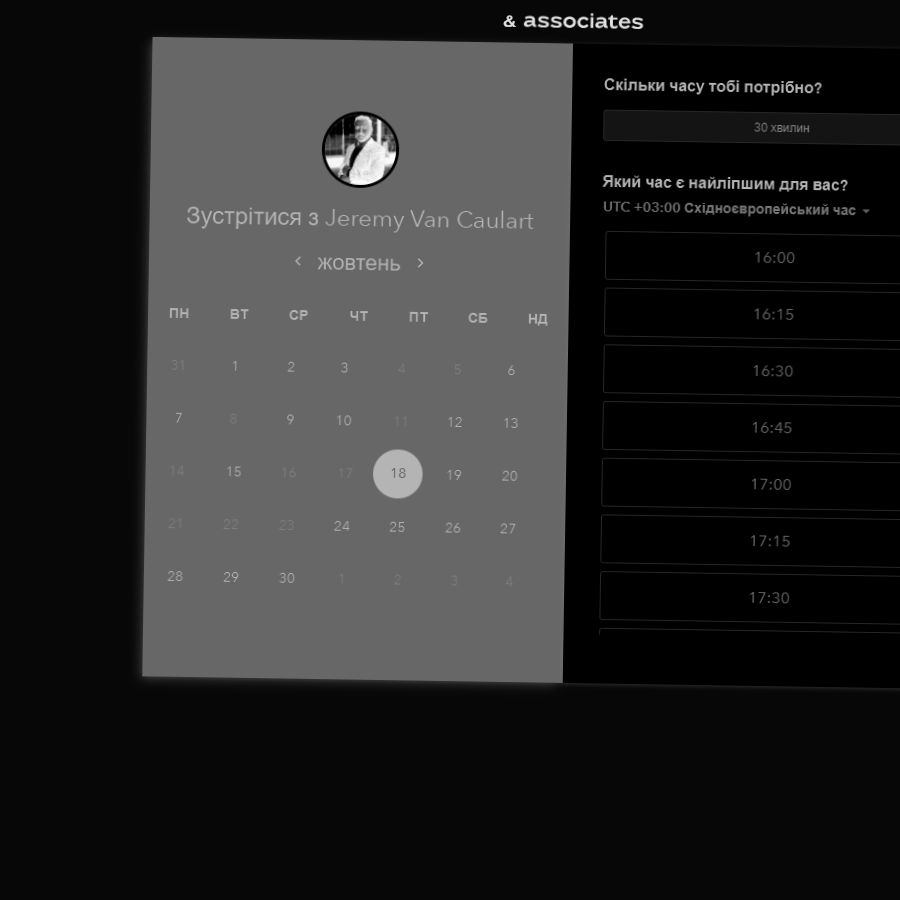 & associates
Зустрітися з Jeremy Van Caulart
жовтень
ПН ВТ СР ЧТ ПТ СБ НД
31 1 2 3 4 5 6
7 8 9 10 11 12 13
14 15 16 17 18 19 20
21 22 23 24 25 26 27
28 29 30 1 2 3 4
Скільки часу тобі потрібно?
30 хвилин
Який час є найліпшим для вас?
UTC +03:00 Східноєвропейський час
16:00
16:15
16:30
16:45
17:00
17:15
17:30